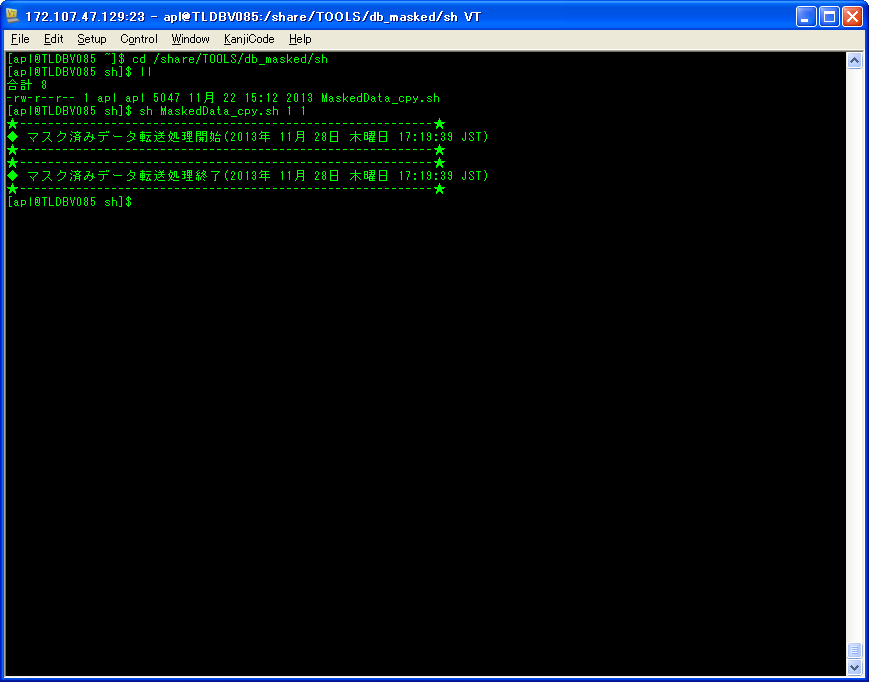 172.107.47.129:23 - apl@TLDBV085:/share/TOOLS/db_masked/sh VT
File Edit Setup Control Window KanjiCode Help
[apl@TLDBV085 ~]$ cd /share/TOOLS/db_masked/sh
[apl@TLDBV085 sh]$ ll
合計 8
-rw-r--r-- 1 apl apl 5047 11月 22 15:12 2013 MaskedData_cpy.sh
[apl@TLDBV085 sh]$ sh MaskedData_cpy.sh 1 1
★-----------------------------------------------------------★
◆ マスク済みデータ転送処理開始(2013年 11月 28日 木曜日 17:19:39 JST)
★-----------------------------------------------------------★
★-----------------------------------------------------------★
◆ マスク済みデータ転送処理終了(2013年 11月 28日 木曜日 17:19:39 JST)
★-----------------------------------------------------------★
[apl@TLDBV085 sh]$